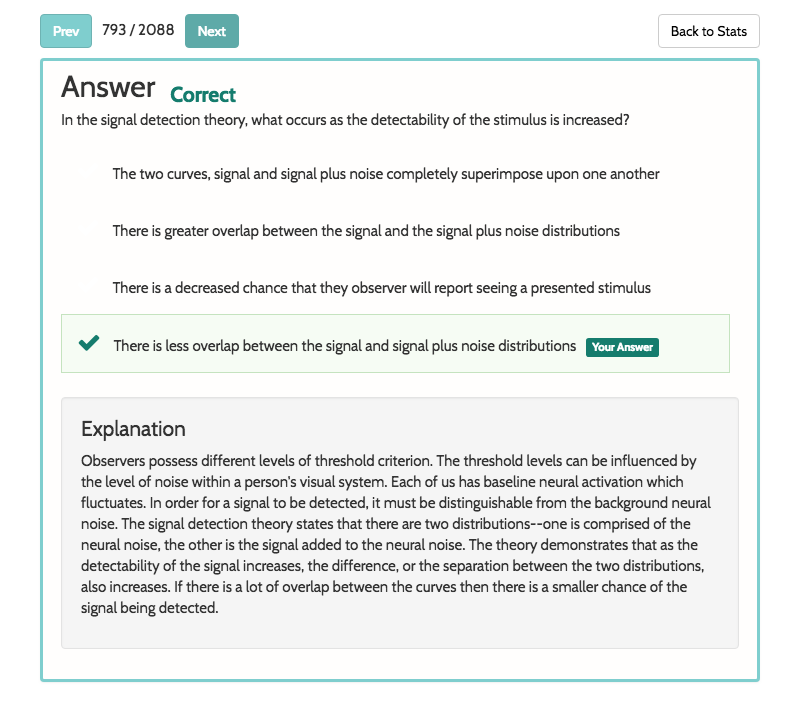 Prev 793 / 2088 Next Back to Stats
Answer Correct
In the signal detection theory, what occurs as the detectability of the stimulus is increased?
The two curves, signal and signal plus noise completely superimpose upon one another
There is greater overlap between the signal and the signal plus noise distributions
There is a decreased chance that they observer will report seeing a presented stimulus
There is less overlap between the signal and signal plus noise distributions Your Answer
Explanation
Observers possess different levels of threshold criterion. The threshold levels can be influenced by
the level of noise within a person's visual system. Each of us has baseline neural activation which
fluctuates. In order for a signal to be detected, it must be distinguishable from the background neural
noise. The signal detection theory states that there are two distributions--one is comprised of the
neural noise, the other is the signal added to the neural noise. The theory demonstrates that as the
detectability of the signal increases, the difference, or the separation between the two distributions,
also increases. If there is a lot of overlap between the curves then there is a smaller chance of the
signal being detected.